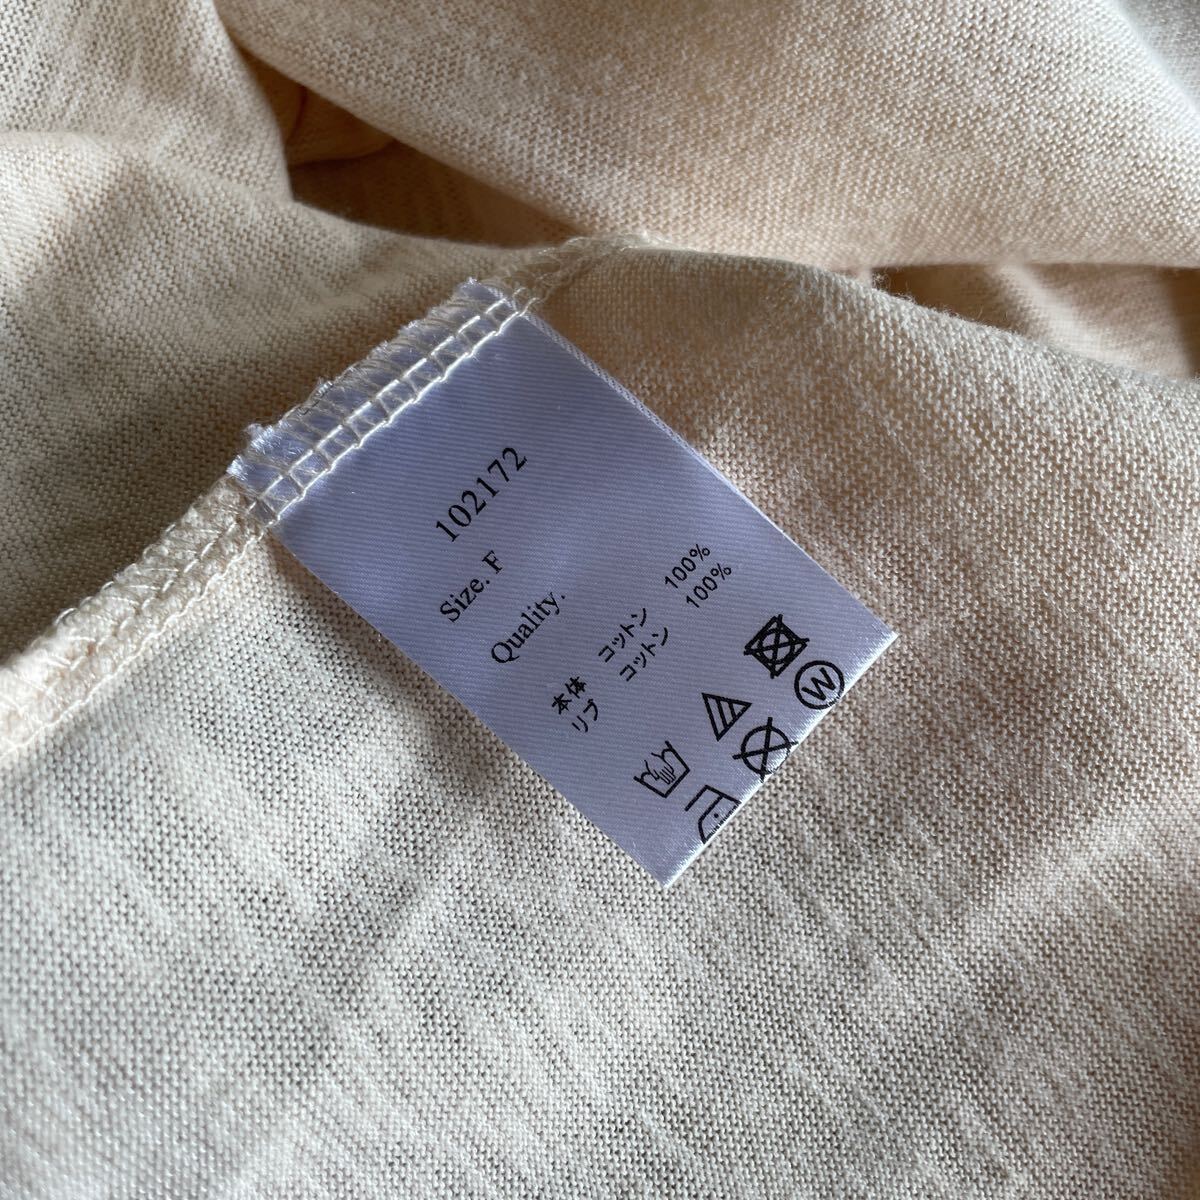 102172
Size. F
Quality.
本体 コットン 100%
リブ コットン 100%
W